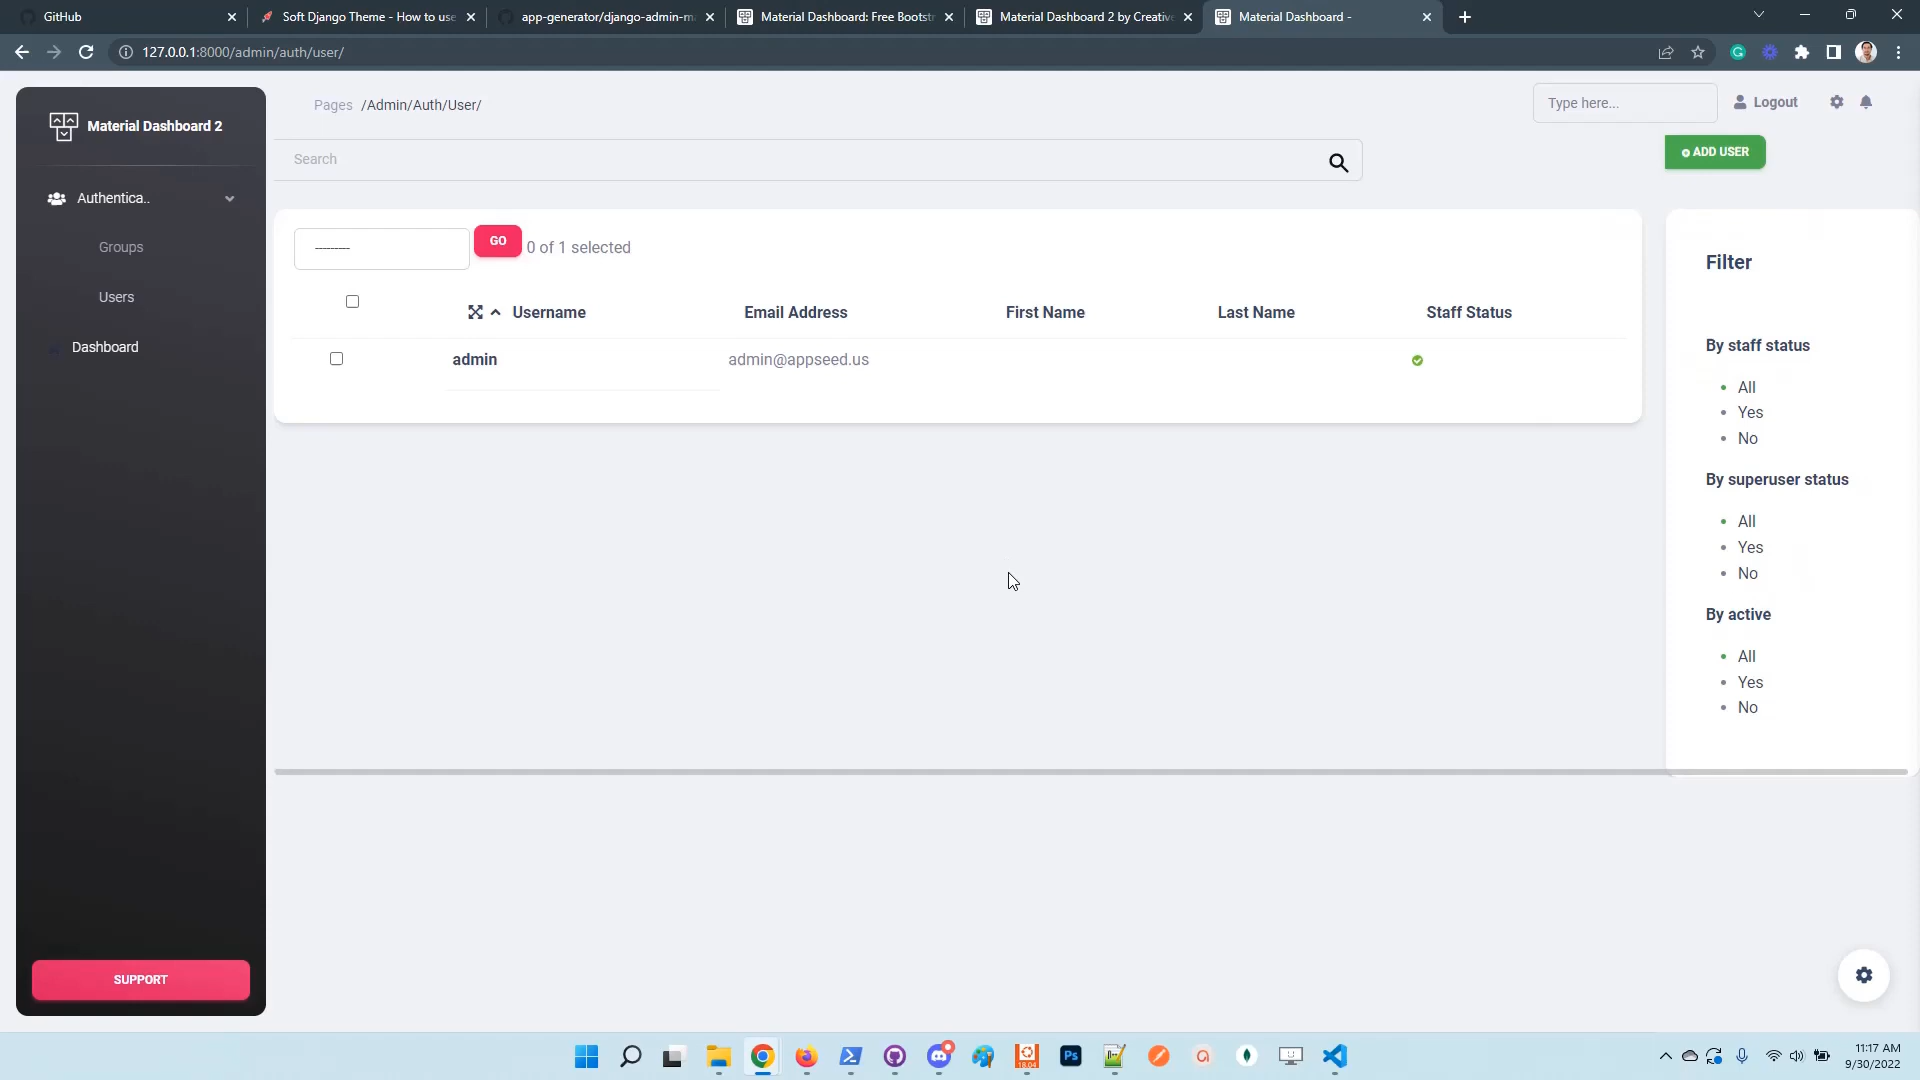 GitHub
Soft Django Theme - How to use
app-generator/django-admin-ma
Material Dashboard: Free Bootstr
Material Dashboard 2 by Creative
Material Dashboard -
127.0.0.1:8000/admin/auth/user/
Material Dashboard 2
Authentica..
Groups
Users
Dashboard
SUPPORT
Pages /Admin/Auth/User/
Type here...
Logout
Search
ADD USER
---------
GO
0 of 1 selected
Username
Email Address
First Name
Last Name
Staff Status
admin
admin@appseed.us
Filter
By staff status
All
Yes
No
By superuser status
All
Yes
No
By active
All
Yes
No
Ps
18.04
11:17 AM
9/30/2022